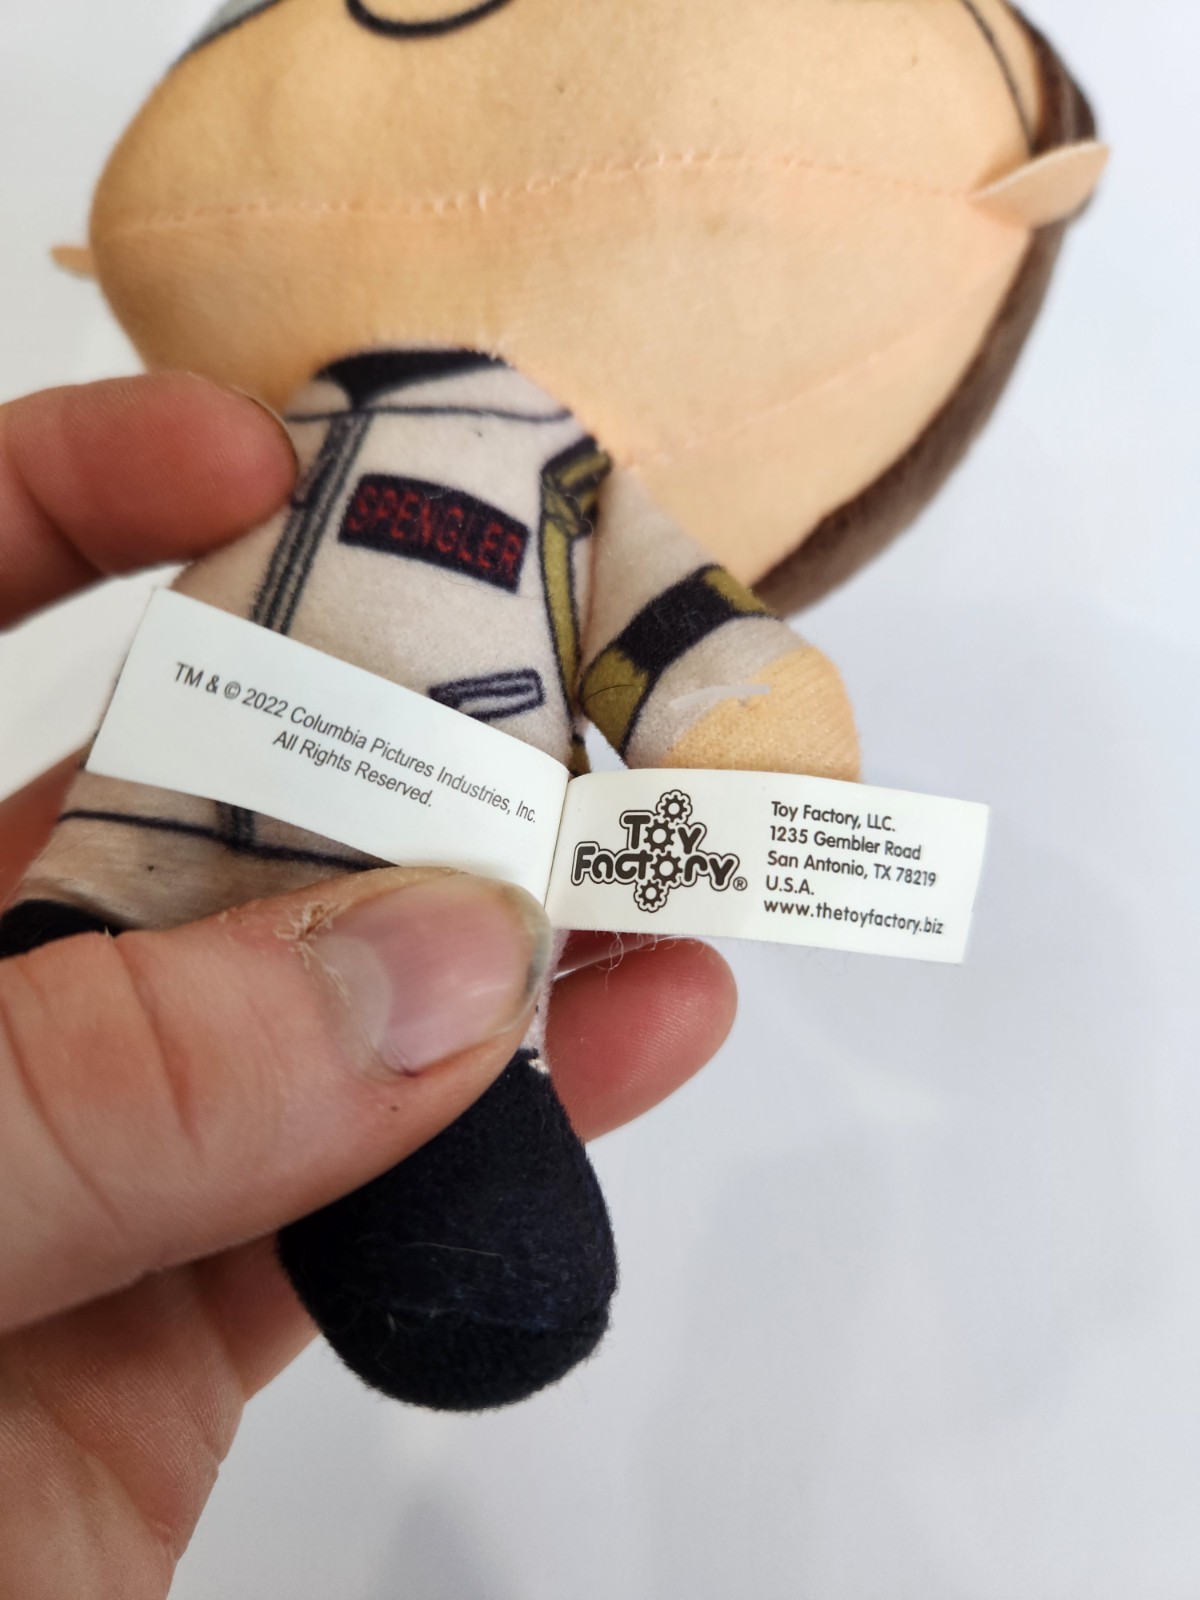 SPENGLER
TM & © 2022 Columbia Pictures Industries, Inc.
All Rights Reserved.
Toy
Factory®
Toy Factory, LLC.
1235 Gembler Road
San Antonio, TX 78219
U.S.A.
www.thetoyfactory.biz